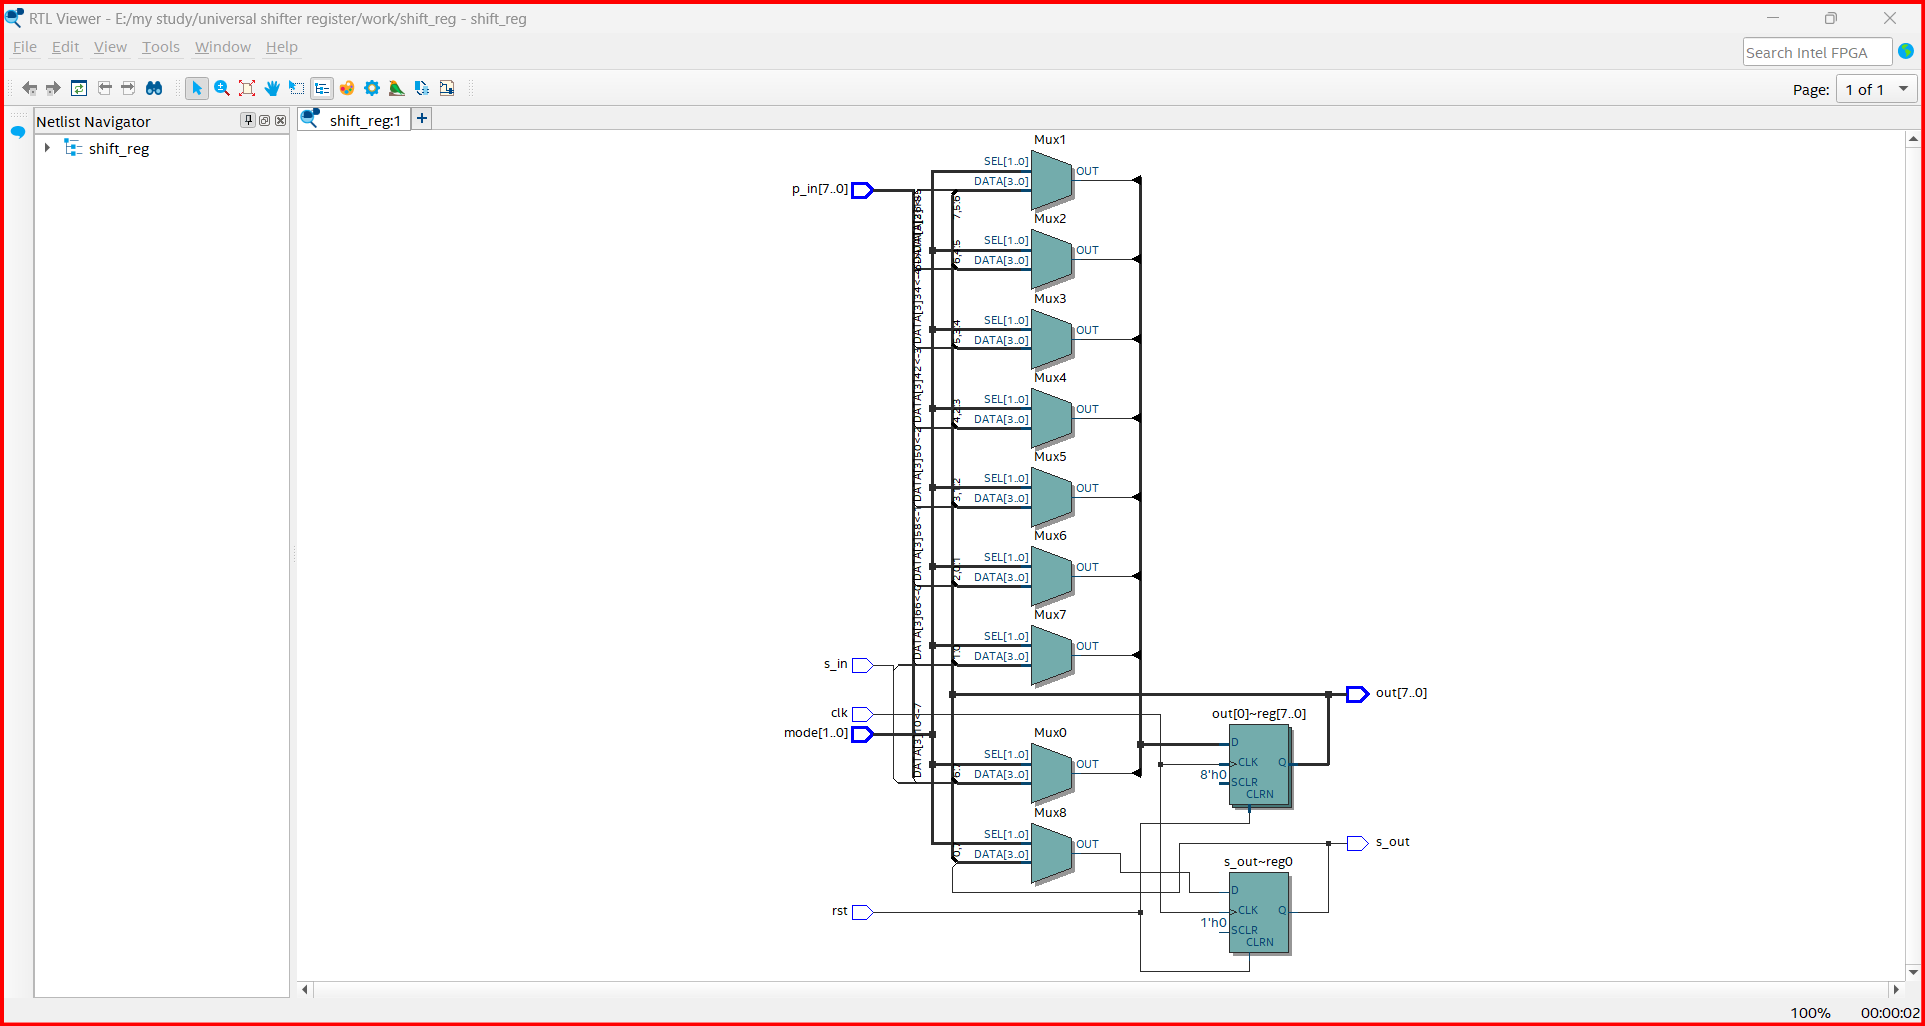 RTL Viewer - E:/my study/universal shifter register/work/shift_reg - shift_reg
File Edit View Tools Window Help
Search Intel FPGA
Page: 1 of 1
Netlist Navigator
shift_reg
shift_reg:1
Mux1
SEL[1..0]
DATA[3..0]
OUT
p_in[7..0]
7,5:6
Mux2
SEL[1..0]
DATA[3..0]
OUT
Mux3
SEL[1..0]
DATA[3..0]
OUT
Mux4
SEL[1..0]
DATA[3..0]
OUT
Mux5
SEL[1..0]
DATA[3..0]
OUT
Mux6
SEL[1..0]
DATA[3..0]
OUT
Mux7
SEL[1..0]
DATA[3..0]
OUT
s_in
out[7..0]
clk
mode[1..0]
out[0]~reg[7..0]
D
CLK
Q
8'h0
SCLR
CLRN
Mux0
SEL[1..0]
DATA[3..0]
OUT
Mux8
SEL[1..0]
DATA[3..0]
OUT
s_out
s_out~reg0
D
CLK
Q
1'h0
SCLR
CLRN
rst
100% 00:00:02